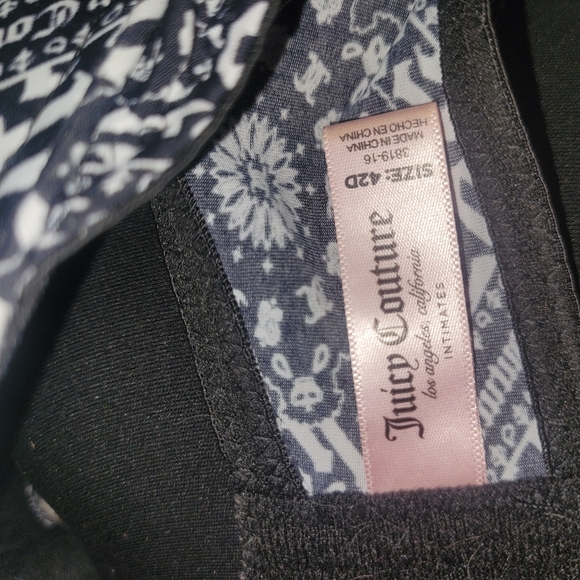 Juicy Couture
los angeles, california
INTIMATES
SIZE: 42D
3819-16
MADE IN CHINA
HECHO EN CHINA